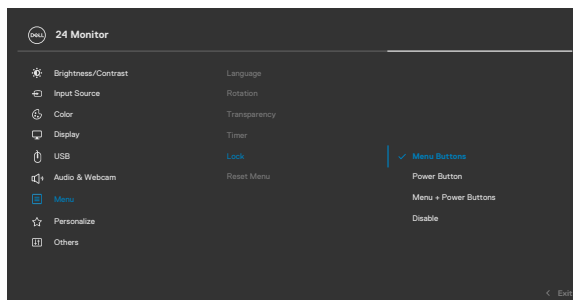 DELL
24 Monitor
Brightness/Contrast
Input Source
Color
Display
USB
Audio & Webcam
Menu
Personalize
Others
Language
Rotation
Transparency
Timer
Lock
Reset Menu
Menu Buttons
Power Button
Menu + Power Buttons
Disable
Exit